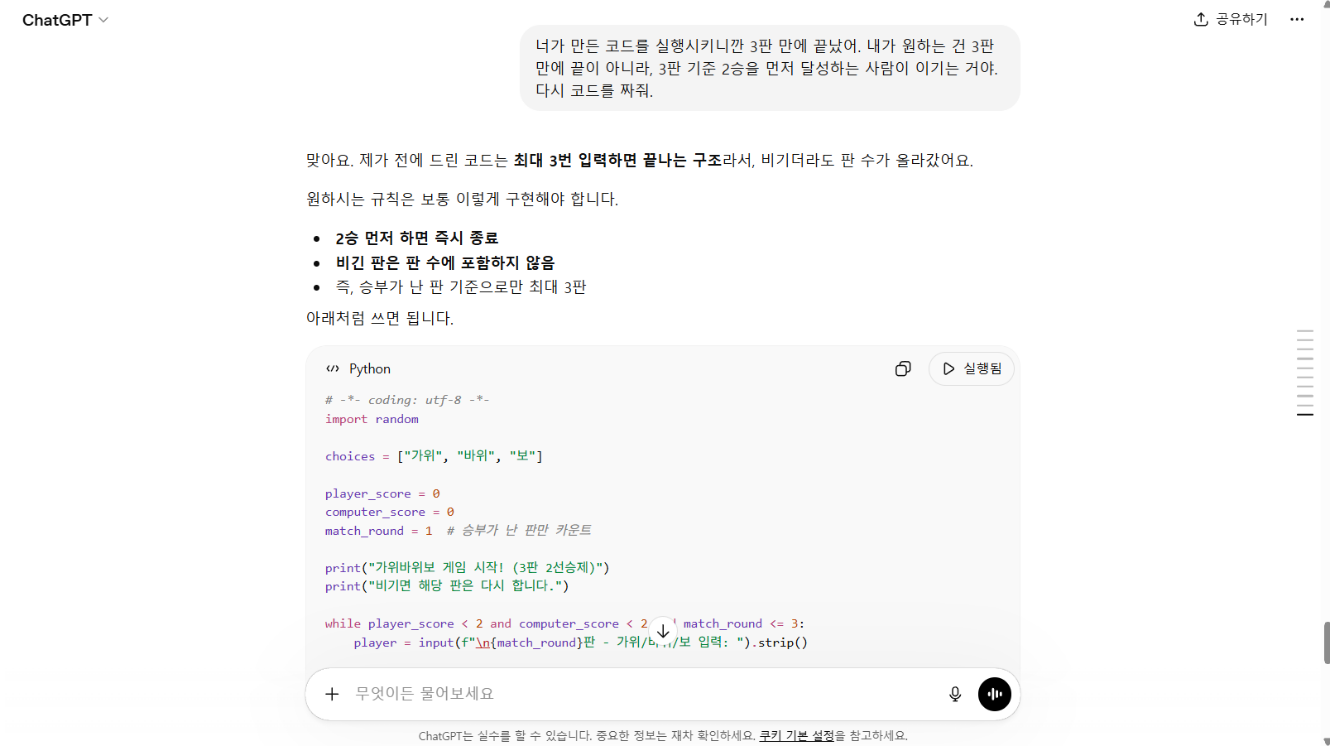 ChatGPT
공유하기
너가 만든 코드를 실행시키니깐 3판 만에 끝났어. 내가 원하는 건 3판
만에 끝이 아니라, 3판 기준 2승을 먼저 달성하는 사람이 이기는 거야.
다시 코드를 짜줘.
맞아요. 제가 전에 드린 코드는 최대 3번 입력하면 끝나는 구조라서, 비기더라도 판 수가 올라갔어요.
원하시는 규칙은 보통 이렇게 구현해야 합니다.
• 2승 먼저 하면 즉시 종료
• 비긴 판은 판 수에 포함하지 않음
• 즉, 승부가 난 판 기준으로만 최대 3판
아래처럼 쓰면 됩니다.
Python
실행됨
# -*- coding: utf-8 -*-
import random
choices = ["가위", "바위", "보"]
player_score = 0
computer_score = 0
match_round = 1  # 승부가 난 판만 카운트
print("가위바위보 게임 시작! (3판 2선승제)")
print("비기면 해당 판은 다시 합니다.")
while player_score < 2 and computer_score < 2 match_round <= 3:
    player = input(f"\n{match_round}판 - 가위/바위/보 입력: ").strip()
무엇이든 물어보세요
ChatGPT는 실수를 할 수 있습니다. 중요한 정보는 재차 확인하세요. 쿠키 기본 설정을 참고하세요.